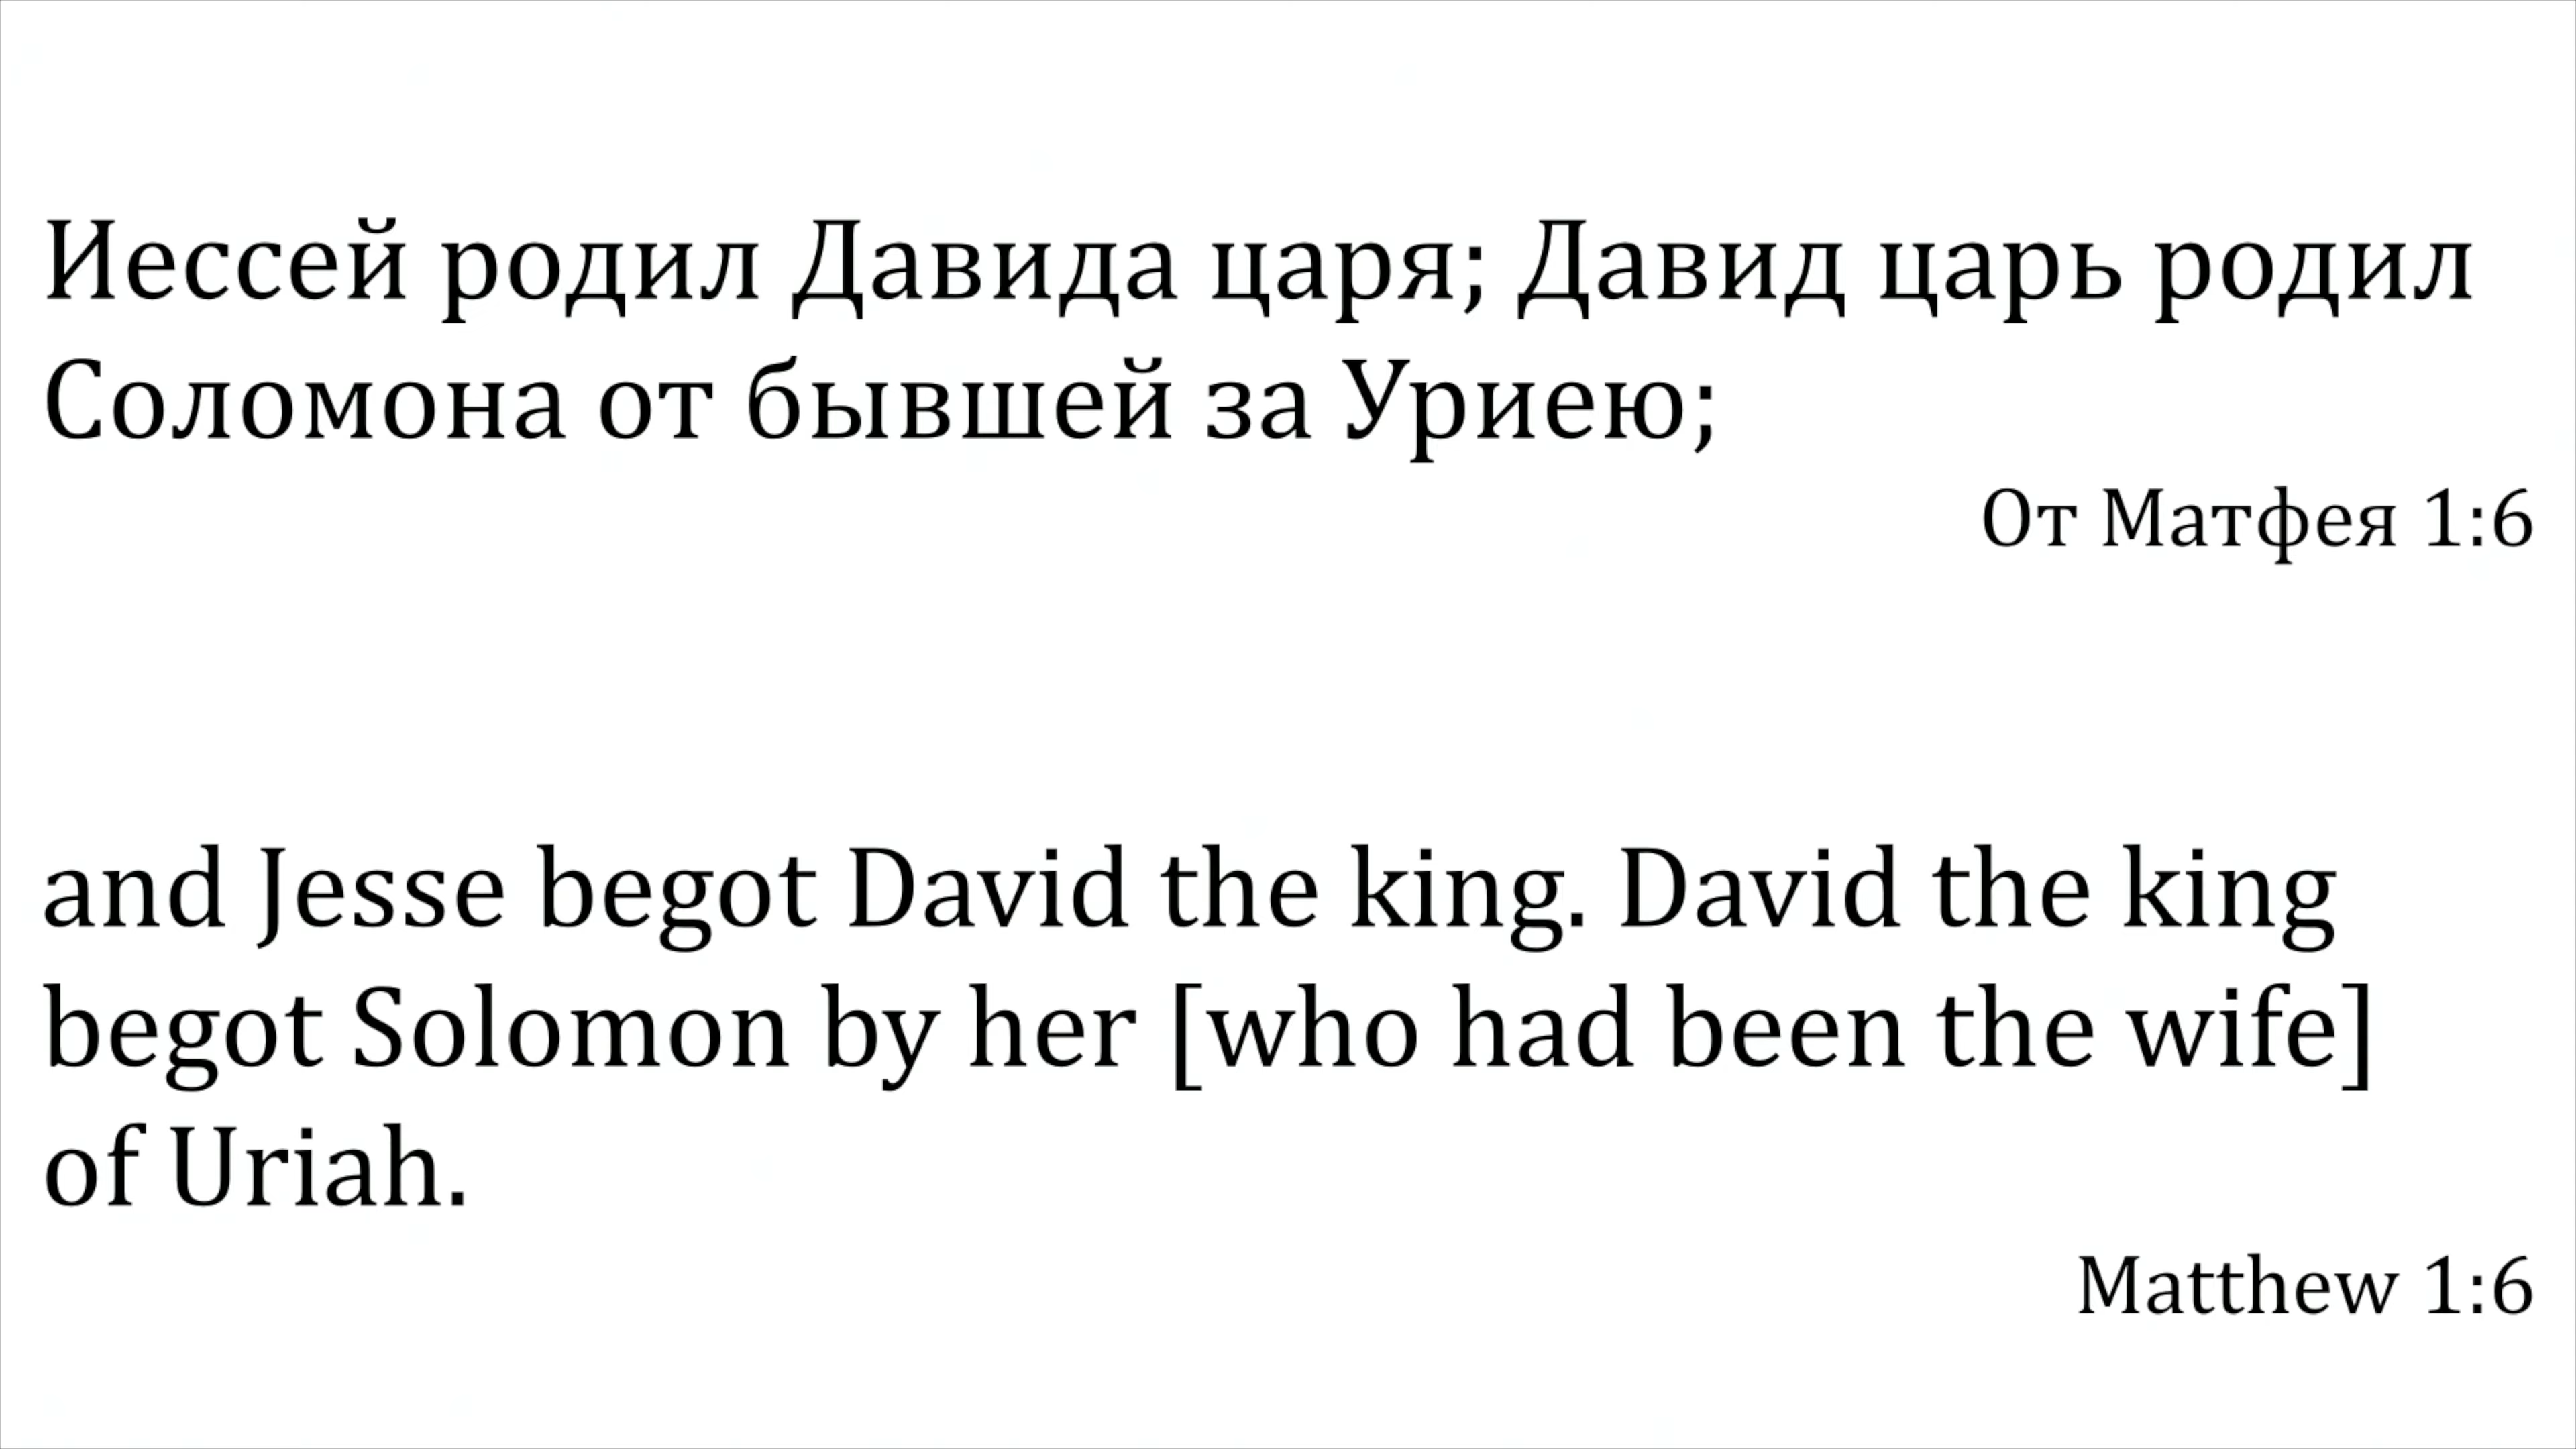 Иессей родил Давида царя; Давид царь родил
Соломона от бывшей за Уриею;
От Матфея 1:6
and Jesse begot David the king. David the king
begot Solomon by her [who had been the wife]
of Uriah.
Matthew 1:6